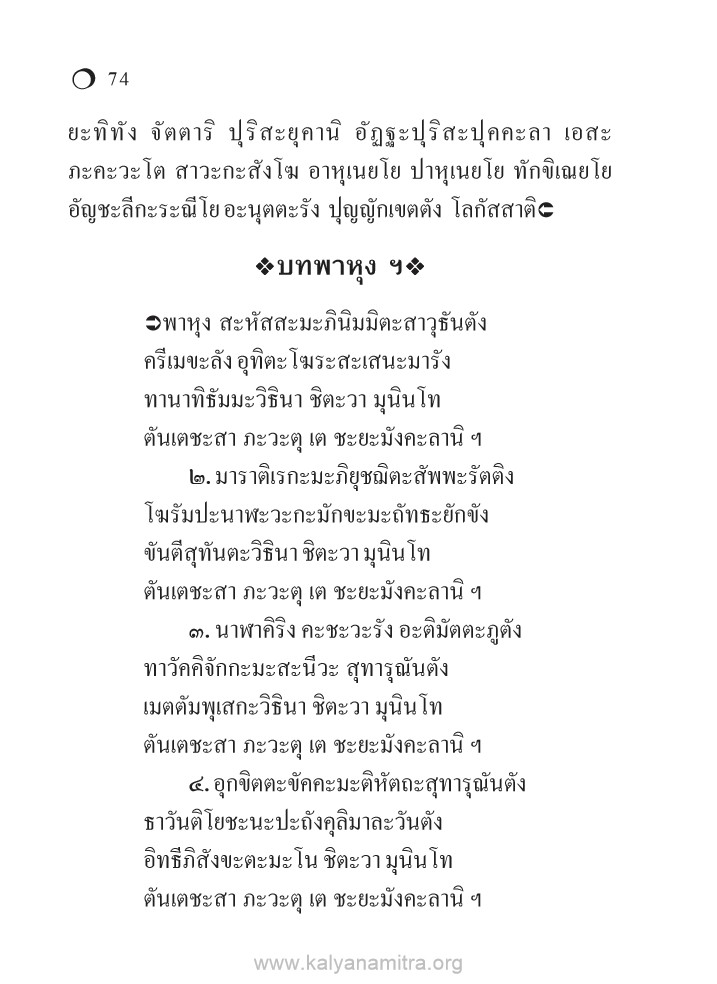 74
ยะทิทัง จัตตาริ ปุริสะยุคานิ อัฏฐะปุริสะปุคคะลา เอสะ
ภะคะวะโต สาวะกะสังโฆ อาหุเนยโย ปาหุเนยโย ทักขิเณยโย
อัญชะลีกะระณีโย อะนุตตะรัง ปุญญักเขตตัง โลกัสสาติ➲
❖บทพาหุง ฯ❖
➲พาหุง สะหัสสะมะภินิมมิตะสาวุธันตัง
ครีเมขะลัง อุทิตะโฆระสะเสนะมารัง
ทานาทิธัมมะวิธินา ชิตะวา มุนินโท
ตันเตชะสา ภะวะตุ เต ชะยะมังคะลานิ ฯ
๒. มาราติเรกะมะภิยุชฌิตะสัพพะรัตติง
โฆรัมปะนาฬะวะกะมักขะมะถัทธะยักขัง
ขันตีสุทันตะวิธินา ชิตะวา มุนินโท
ตันเตชะสา ภะวะตุ เต ชะยะมังคะลานิ ฯ
๓. นาฬาคิริง คะชะวะรัง อะติมัตตะภูตัง
ทาวัคคิจักกะมะสะนีวะ สุทารุณันตัง
เมตตัมพุเสกะวิธินา ชิตะวา มุนินโท
ตันเตชะสา ภะวะตุ เต ชะยะมังคะลานิ ฯ
๔. อุกขิตตะขัคคะมะติหัตถะสุทารุณันตัง
ธาวันติโยชะนะปะถังคุลิมาละวันตัง
อิทธีภิสังขะตะมะโน ชิตะวา มุนินโท
ตันเตชะสา ภะวะตุ เต ชะยะมังคะลานิ ฯ
www.kalyanamitra.org